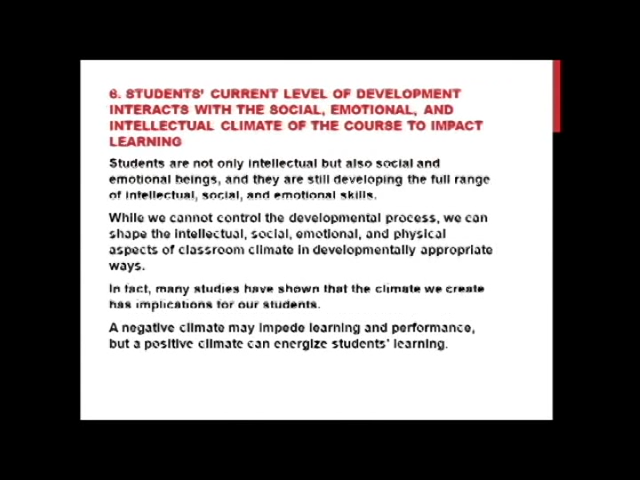 6. STUDENTS' CURRENT LEVEL OF DEVELOPMENT
INTERACTS WITH THE SOCIAL, EMOTIONAL, AND
INTELLECTUAL CLIMATE OF THE COURSE TO IMPACT
LEARNING
Students are not only intellectual but also social and
emotional beings, and they are still developing the full range
of intellectual, social, and emotional skills.
While we cannot control the developmental process, we can
shape the intellectual, social, emotional, and physical
aspects of classroom climate in developmentally appropriate
ways.
In fact, many studies have shown that the climate we create
has implications for our students.
A negative climate may impede learning and performance,
but a positive climate can energize students' learning.